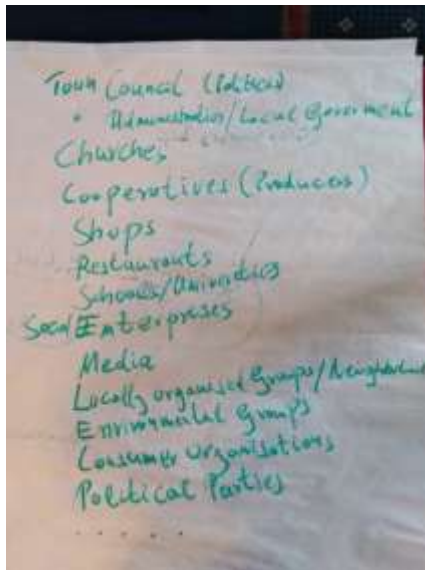 Town Council (Politics)
• Administration/Local Government
Churches
Cooperatives (Producers)
Shops
Restaurants
Schools/Universities
Social Enterprises
Media
Locally organised Groups/
Environmental Groups
Consumer Organisations
Political Parties
. . . . .